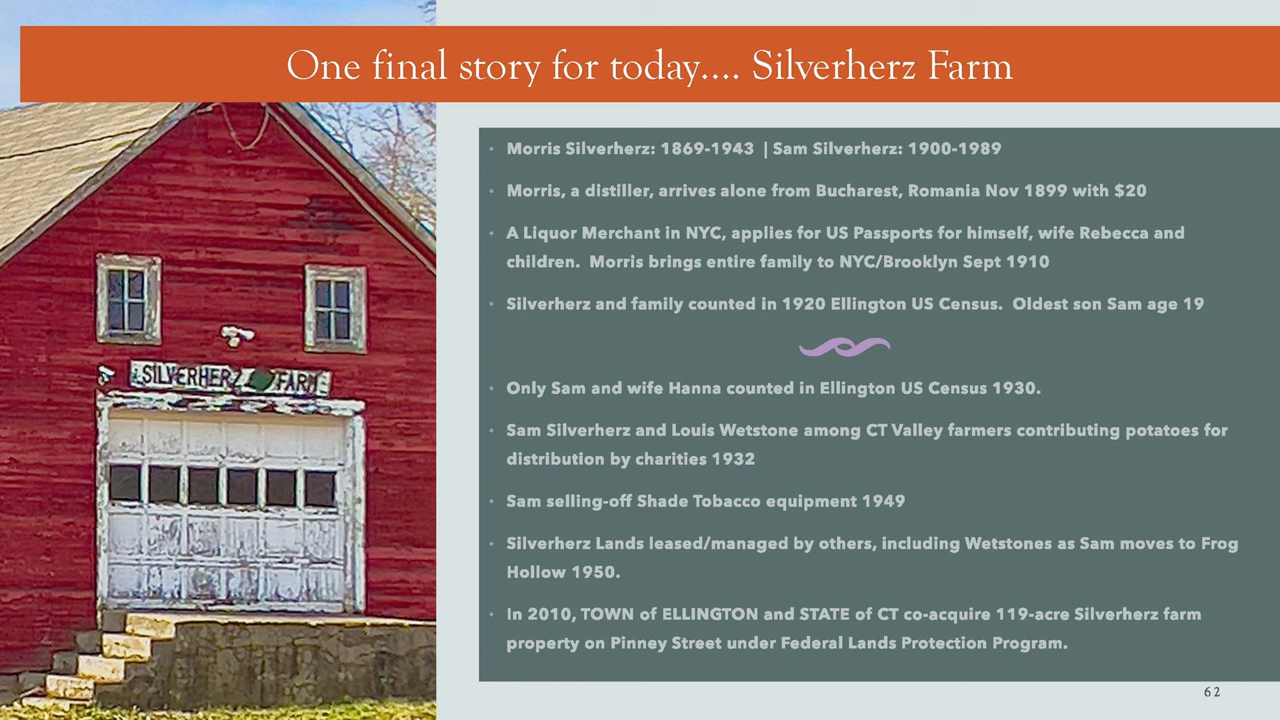 One final story for today.... Silverherz Farm
SILVERHERZ FARM
• Morris Silverherz: 1869-1943 | Sam Silverherz: 1900-1989
• Morris, a distiller, arrives alone from Bucharest, Romania Nov 1899 with $20
• A Liquor Merchant in NYC, applies for US Passports for himself, wife Rebecca and
children. Morris brings entire family to NYC/Brooklyn Sept 1910
• Silverherz and family counted in 1920 Ellington US Census. Oldest son Sam age 19
• Only Sam and wife Hanna counted in Ellington US Census 1930.
• Sam Silverherz and Louis Wetstone among CT Valley farmers contributing potatoes for
distribution by charities 1932
• Sam selling-off Shade Tobacco equipment 1949
• Silverherz Lands leased/managed by others, including Wetstones as Sam moves to Frog
Hollow 1950.
• In 2010, TOWN of ELLINGTON and STATE of CT co-acquire 119-acre Silverherz farm
property on Pinney Street under Federal Lands Protection Program.
62